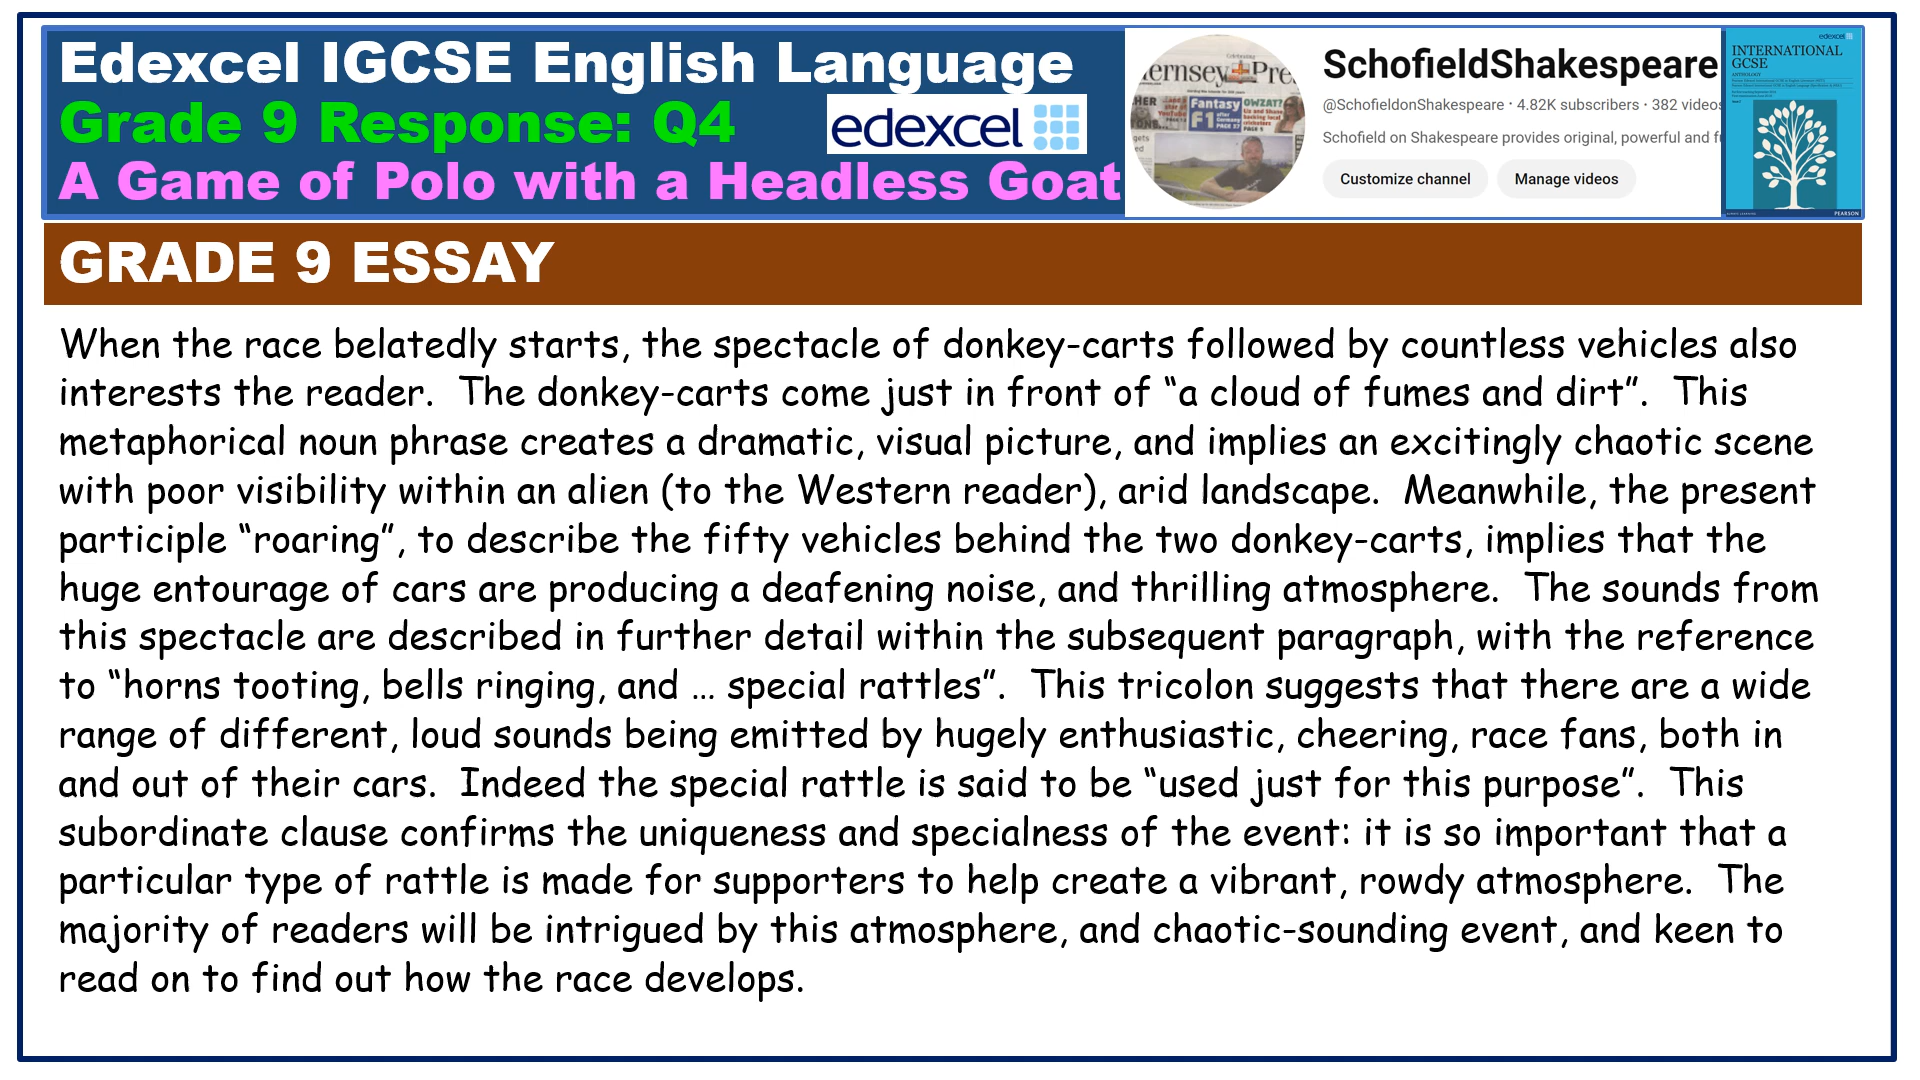 Edexcel IGCSE English Language
Grade 9 Response: Q4
edexcel
A Game of Polo with a Headless Goat
ernsey Pre
Fantasy
F1
OWZAT?
SchofieldShakespeare
@SchofieldonShakespeare · 4.82K subscribers · 382 videos
Schofield on Shakespeare provides original, powerful and fu
Customize channel
Manage videos
edexcel
INTERNATIONAL
GCSE
ANTHOLOGY
PEARSON
GRADE 9 ESSAY
When the race belatedly starts, the spectacle of donkey-carts followed by countless vehicles also
interests the reader.  The donkey-carts come just in front of “a cloud of fumes and dirt”.  This
metaphorical noun phrase creates a dramatic, visual picture, and implies an excitingly chaotic scene
with poor visibility within an alien (to the Western reader), arid landscape.  Meanwhile, the present
participle “roaring”, to describe the fifty vehicles behind the two donkey-carts, implies that the
huge entourage of cars are producing a deafening noise, and thrilling atmosphere.  The sounds from
this spectacle are described in further detail within the subsequent paragraph, with the reference
to “horns tooting, bells ringing, and … special rattles”.  This tricolon suggests that there are a wide
range of different, loud sounds being emitted by hugely enthusiastic, cheering, race fans, both in
and out of their cars.  Indeed the special rattle is said to be “used just for this purpose”.  This
subordinate clause confirms the uniqueness and specialness of the event: it is so important that a
particular type of rattle is made for supporters to help create a vibrant, rowdy atmosphere.  The
majority of readers will be intrigued by this atmosphere, and chaotic-sounding event, and keen to
read on to find out how the race develops.